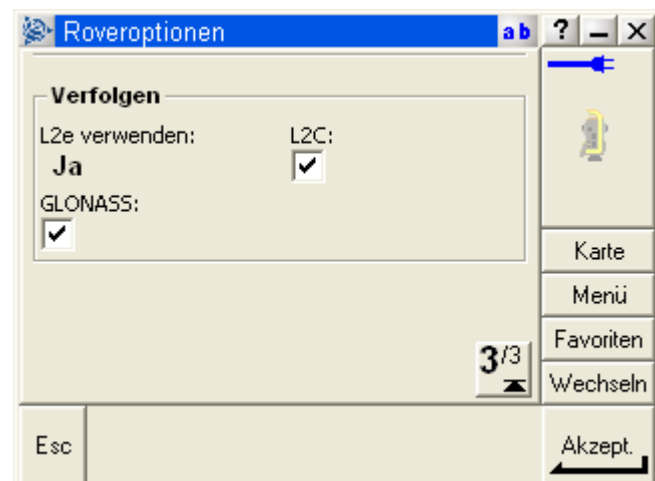 Roveroptionen
ab
?
Verfolgen
L2e verwenden:
L2C:
Ja
GLONASS:
3/3
Karte
Menü
Favoriten
Wechseln
Esc
Akzept.